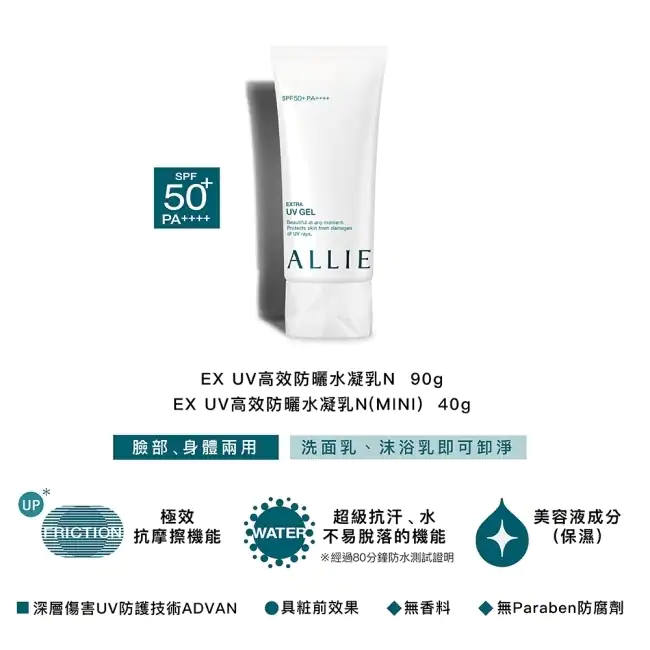 SPF50+ PA++++
SPF
50+
PA++++
EXTRA
UV GEL
Beautiful at any moment.
Protects skin from damages
of UV rays.
ALLIE
EX UV高效防曬水凝乳N 90g
EX UV高效防曬水凝乳N(MINI) 40g
臉部、身體兩用
洗面乳、沫浴乳即可卸淨
UP*
FRICTION
極效
抗摩擦機能
WATER
超級抗汗、水
不易脫落的機能
※經過80分鐘防水測試證明
美容液成分
(保濕)
■深層傷害UV防護技術ADVAN ●具粧前效果 ◆無香料 ◆無Paraben防腐劑